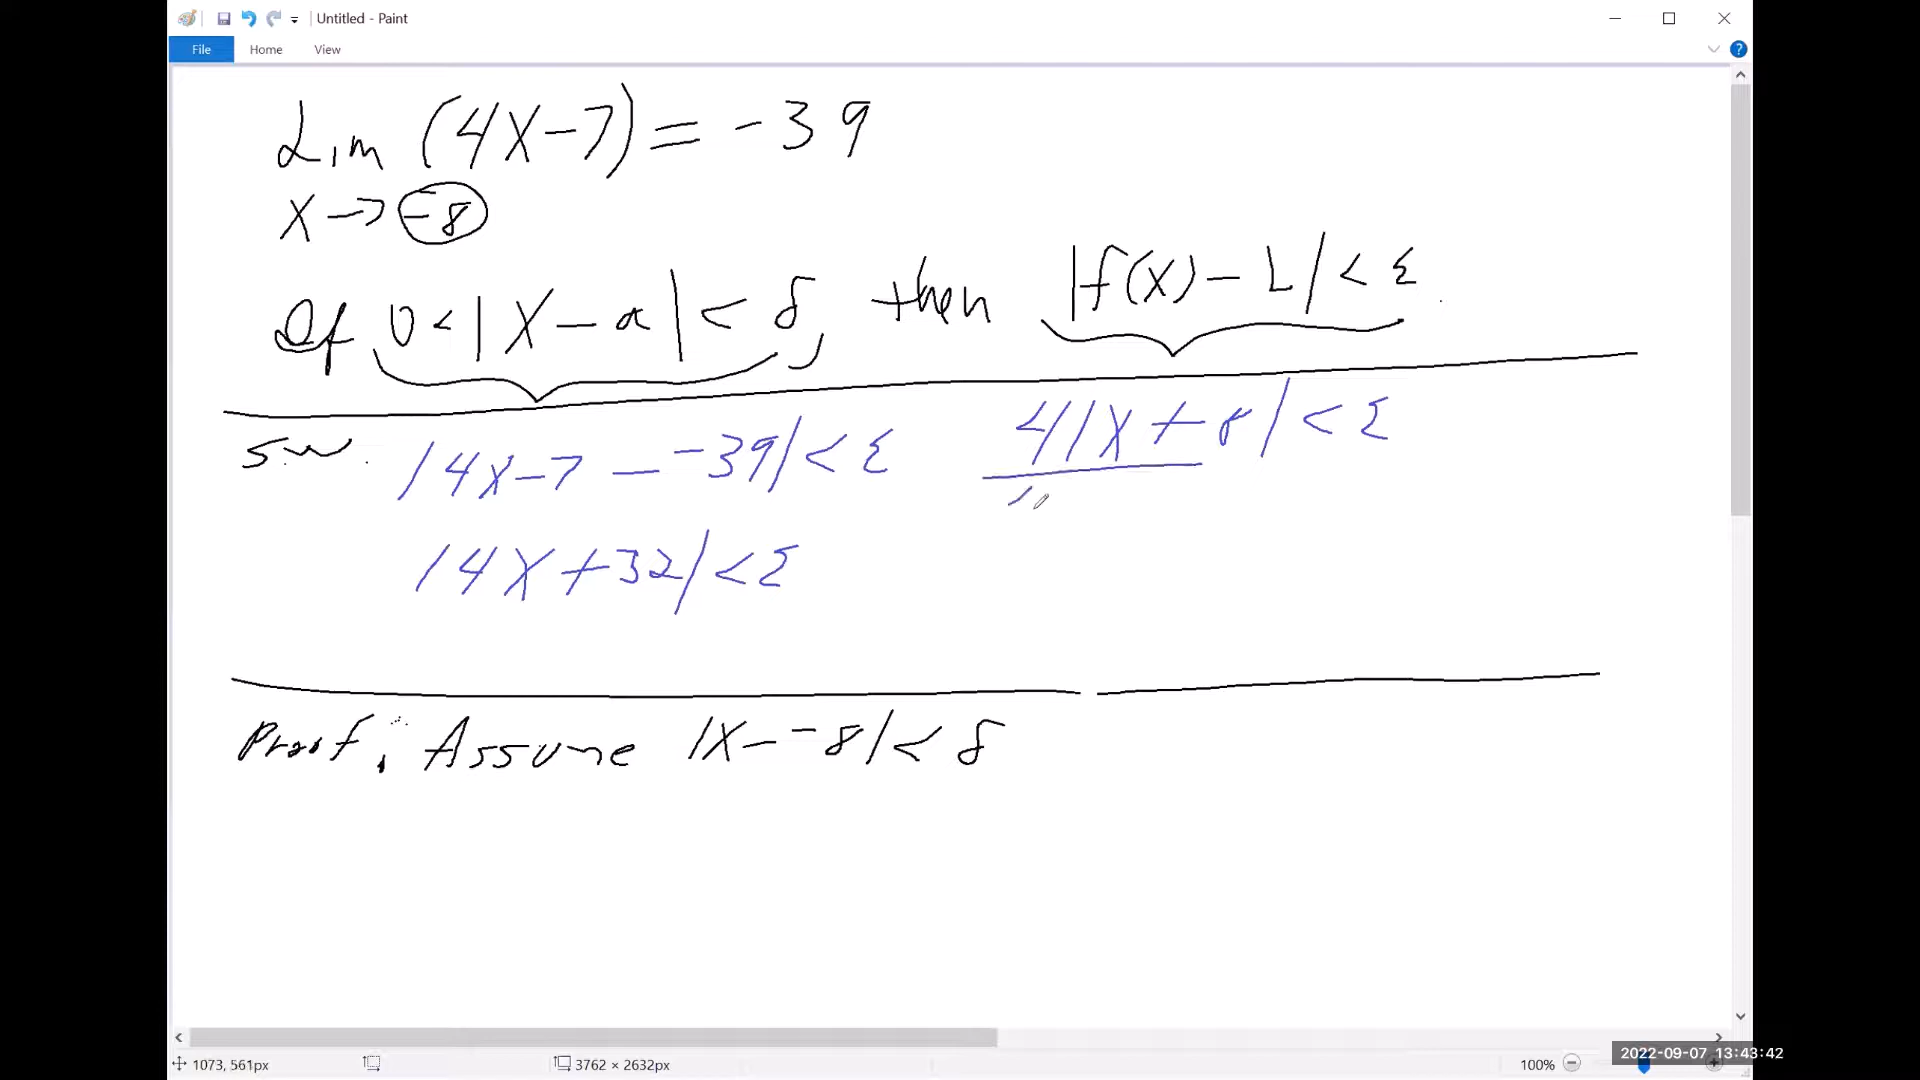 Untitled - Paint
File Home View
Lim (4x-7) = -39
x→-8
If 0<|x-a|<δ, then |f(x)-L|<ε.
S.W. |4x-7--39|<ε 4|x+8|<ε
|4x+32|<ε
Proof: Assume |x--8|<δ
1073, 561px 3762 × 2632px 100%
2022-09-07 13:43:42